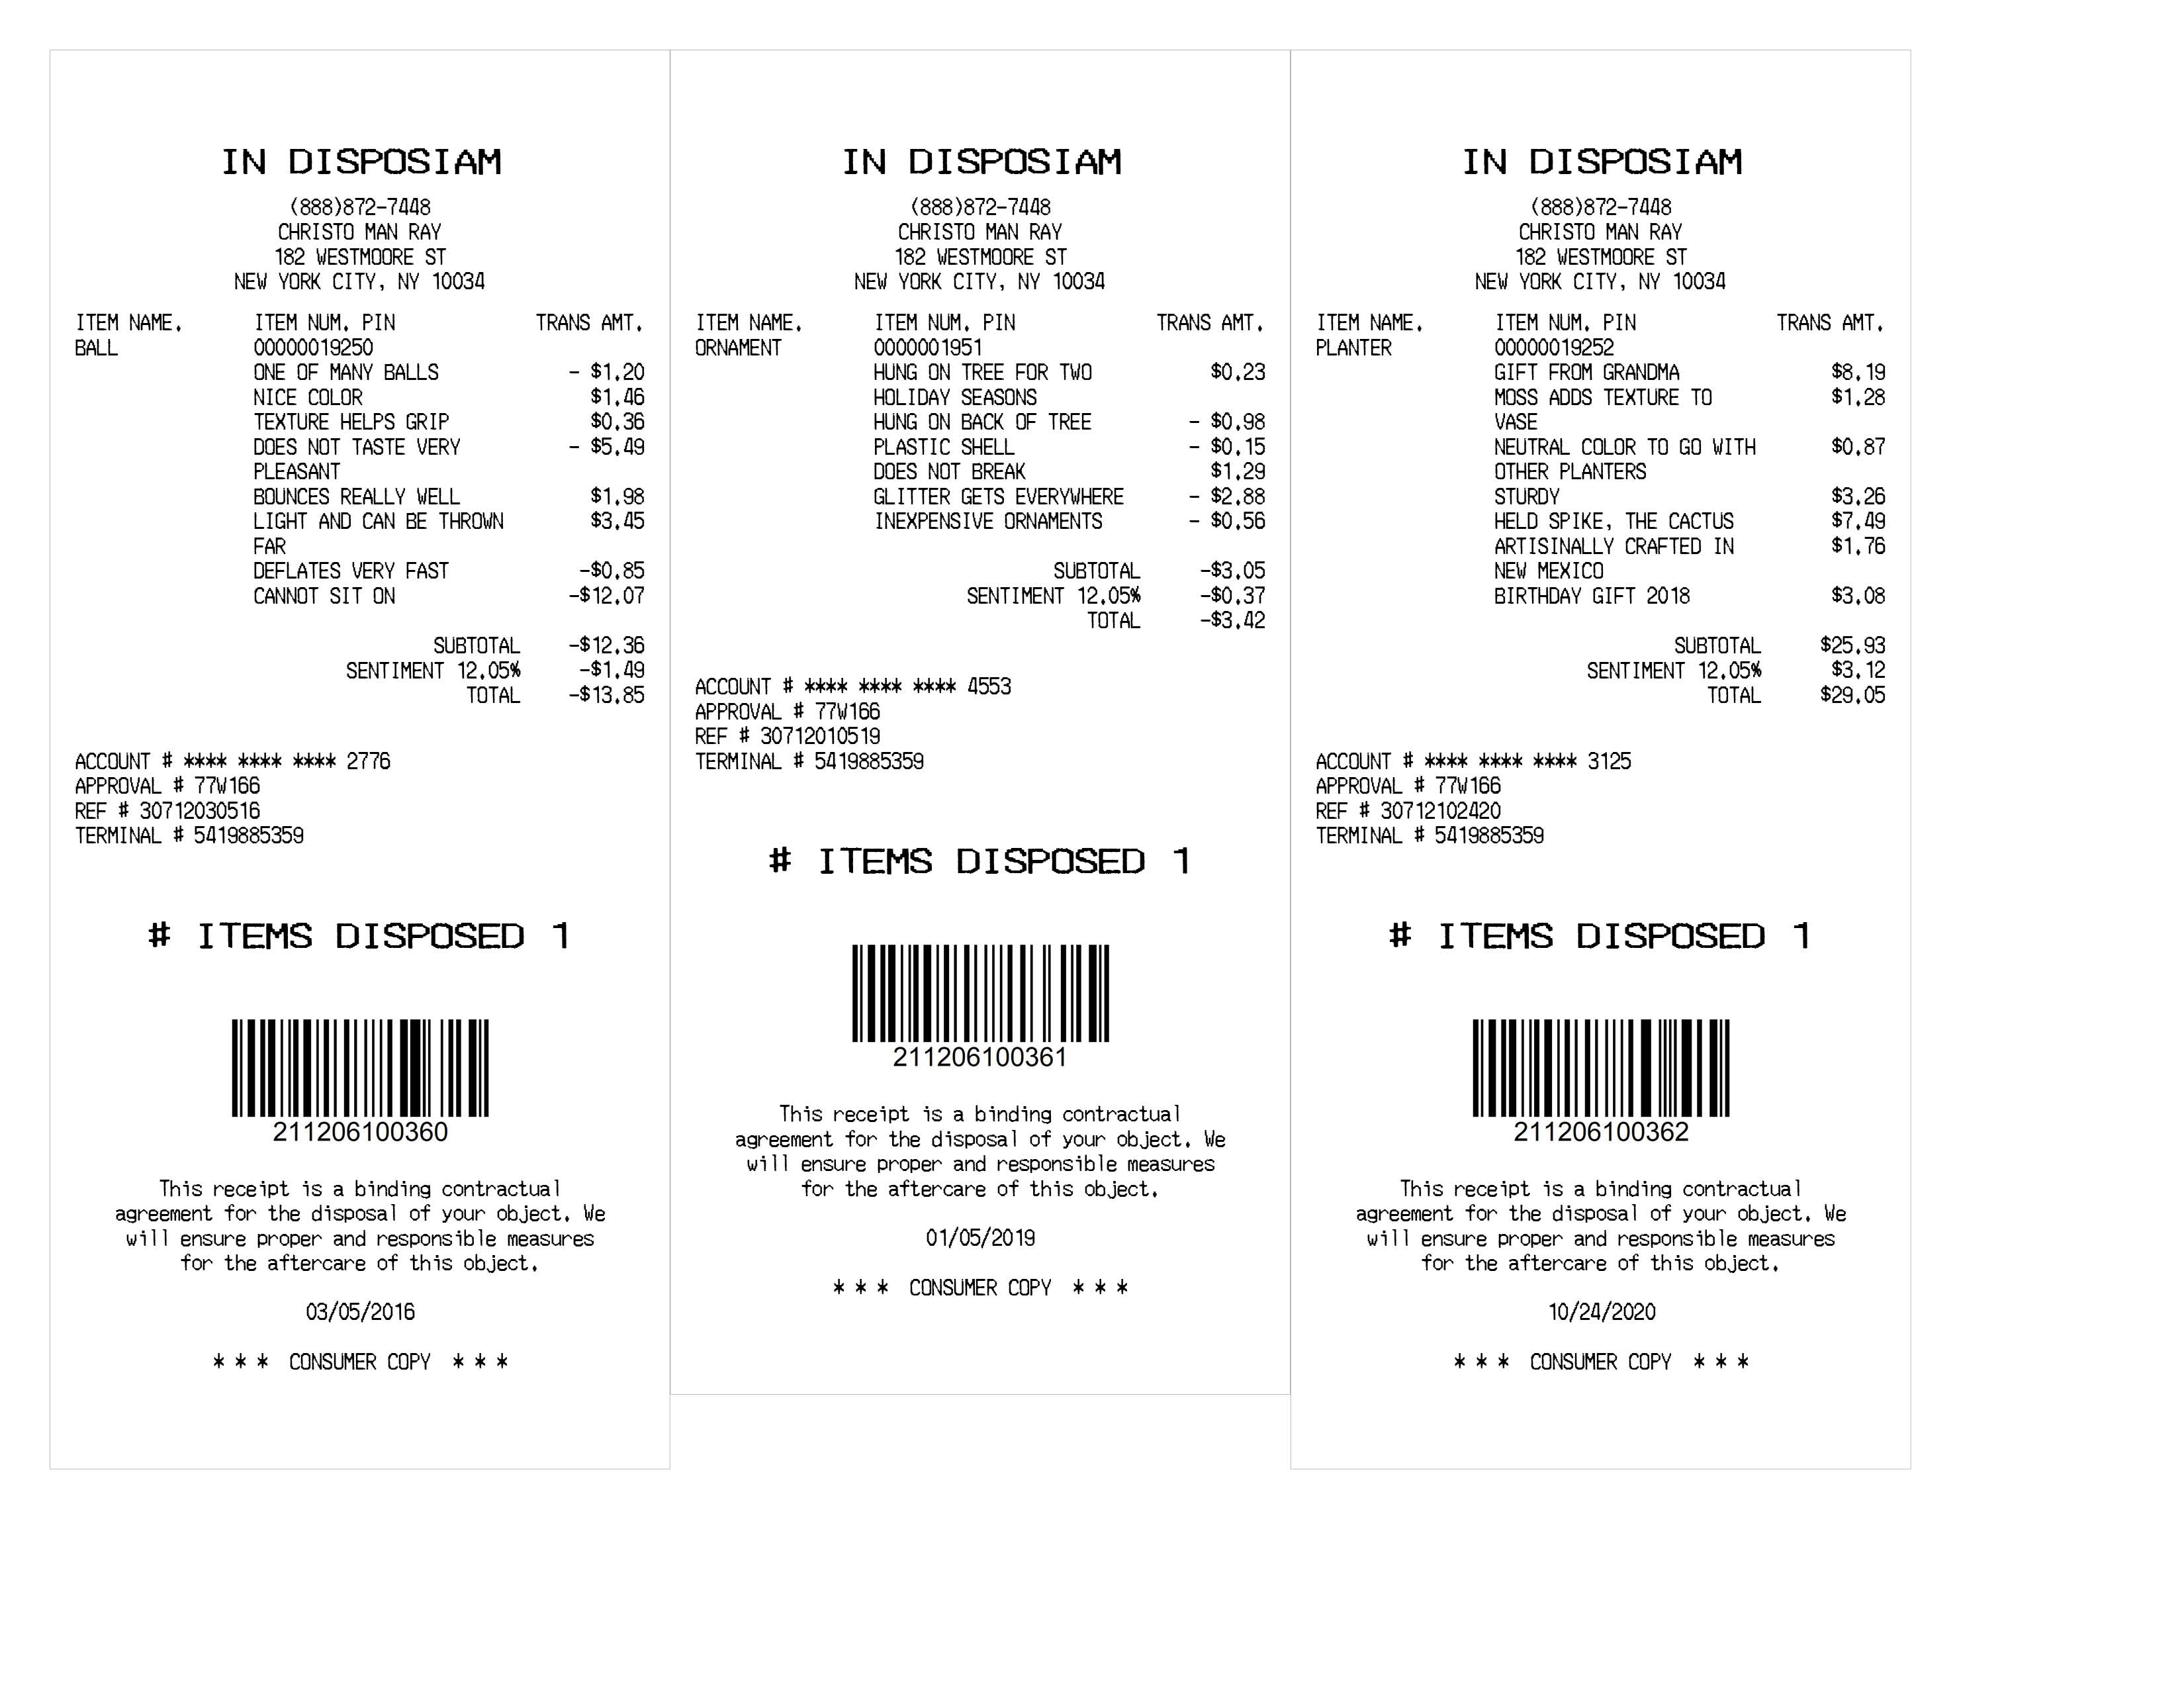 IN DISPOSIAM
(888)872-7448
CHRISTO MAN RAY
182 WESTMOORE ST
NEW YORK CITY, NY 10034
ITEM NAME. ITEM NUM. PIN TRANS AMT.
BALL 00000019250
ONE OF MANY BALLS - $1.20
NICE COLOR $1.46
TEXTURE HELPS GRIP $0.36
DOES NOT TASTE VERY - $5.49
PLEASANT
BOUNCES REALLY WELL $1.98
LIGHT AND CAN BE THROWN $3.45
FAR
DEFLATES VERY FAST -$0.85
CANNOT SIT ON -$12.07
SUBTOTAL -$12.36
SENTIMENT 12.05% -$1.49
TOTAL -$13.85
ACCOUNT # **** **** **** 2776
APPROVAL # 77W166
REF # 30712030516
TERMINAL # 5419885359
# ITEMS DISPOSED 1
211206100360
This receipt is a binding contractual
agreement for the disposal of your object. We
will ensure proper and responsible measures
for the aftercare of this object.
03/05/2016
* * * CONSUMER COPY * * *
IN DISPOSIAM
(888)872-7448
CHRISTO MAN RAY
182 WESTMOORE ST
NEW YORK CITY, NY 10034
ITEM NAME. ITEM NUM. PIN TRANS AMT.
ORNAMENT 0000001951
HUNG ON TREE FOR TWO $0.23
HOLIDAY SEASONS
HUNG ON BACK OF TREE - $0.98
PLASTIC SHELL - $0.15
DOES NOT BREAK $1.29
GLITTER GETS EVERYWHERE - $2.88
INEXPENSIVE ORNAMENTS - $0.56
SUBTOTAL -$3.05
SENTIMENT 12.05% -$0.37
TOTAL -$3.42
ACCOUNT # **** **** **** 4553
APPROVAL # 77W166
REF # 30712010519
TERMINAL # 5419885359
# ITEMS DISPOSED 1
211206100361
This receipt is a binding contractual
agreement for the disposal of your object. We
will ensure proper and responsible measures
for the aftercare of this object.
01/05/2019
* * * CONSUMER COPY * * *
IN DISPOSIAM
(888)872-7448
CHRISTO MAN RAY
182 WESTMOORE ST
NEW YORK CITY, NY 10034
ITEM NAME. ITEM NUM. PIN TRANS AMT.
PLANTER 00000019252
GIFT FROM GRANDMA $8.19
MOSS ADDS TEXTURE TO $1.28
VASE
NEUTRAL COLOR TO GO WITH $0.87
OTHER PLANTERS
STURDY $3.26
HELD SPIKE, THE CACTUS $7.49
ARTISINALLY CRAFTED IN $1.76
NEW MEXICO
BIRTHDAY GIFT 2018 $3.08
SUBTOTAL $25.93
SENTIMENT 12.05% $3.12
TOTAL $29.05
ACCOUNT # **** **** **** 3125
APPROVAL # 77W166
REF # 30712102420
TERMINAL # 5419885359
# ITEMS DISPOSED 1
211206100362
This receipt is a binding contractual
agreement for the disposal of your object. We
will ensure proper and responsible measures
for the aftercare of this object.
10/24/2020
* * * CONSUMER COPY * * *